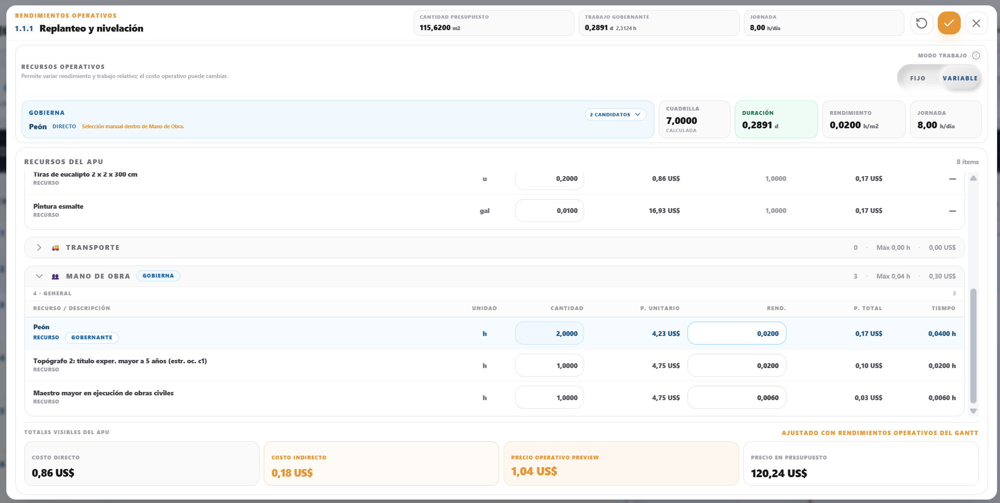 RENDIMIENTOS OPERATIVOS
1.1.1 Replanteo y nivelación
CANTIDAD PRESUPUESTO
115,6200 m2
TRABAJO GOBERNANTE
0,2891 d 2,3124 h
JORNADA
8,00 h/día
RECURSOS OPERATIVOS
Permite variar rendimiento y trabajo relativo; el costo operativo puede cambiar.
MODO TRABAJO
FIJO VARIABLE
GOBIERNA
Peón DIRECTO Selección manual dentro de Mano de Obra.
2 CANDIDATOS
CUADRILLA
7,0000
CALCULADA
DURACIÓN
0,2891 d
RENDIMIENTO
0,0200 h/m2
JORNADA
8,00 h/día
RECURSOS DEL APU
8 ítems
Tiras de eucalipto 2 x 2 x 300 cm
RECURSO
u 0,2000 0,86 US$ 1,0000 0,17 US$ —
Pintura esmalte
RECURSO
gal 0,0100 16,93 US$ 1,0000 0,17 US$ —
TRANSPORTE 0 · Máx 0,00 h · 0,00 US$
MANO DE OBRA GOBIERNA 3 · Máx 0,04 h · 0,30 US$
4 - GENERAL 3
RECURSO / DESCRIPCIÓN UNIDAD CANTIDAD P. UNITARIO REND. P. TOTAL TIEMPO
Peón
RECURSO GOBERNANTE
h 2,0000 4,23 US$ 0,0200 0,17 US$ 0,0400 h
Topógrafo 2: título exper. mayor a 5 años (estr. oc. c1)
RECURSO
h 1,0000 4,75 US$ 0,0200 0,10 US$ 0,0200 h
Maestro mayor en ejecución de obras civiles
RECURSO
h 1,0000 4,75 US$ 0,0060 0,03 US$ 0,0060 h
TOTALES VISIBLES DEL APU
AJUSTADO CON RENDIMIENTOS OPERATIVOS DEL GANTT
COSTO DIRECTO
0,86 US$
COSTO INDIRECTO
0,18 US$
PRECIO OPERATIVO PREVIEW
1,04 US$
PRECIO EN PRESUPUESTO
120,24 US$